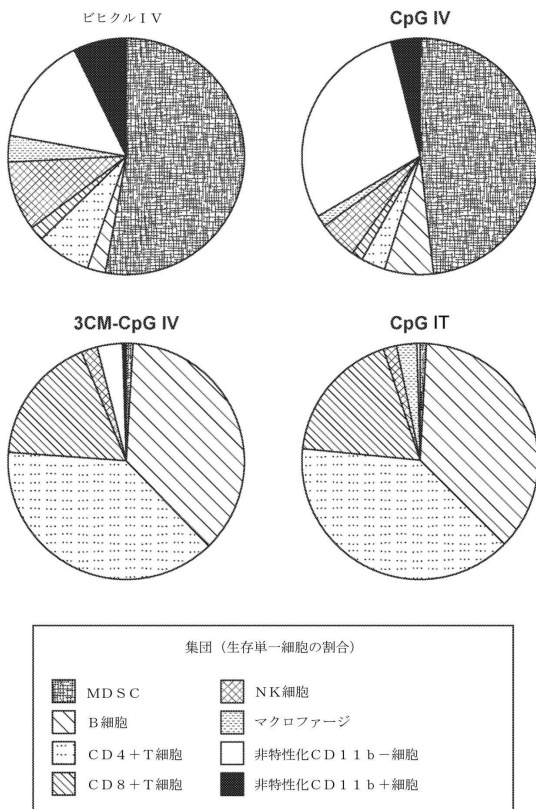 ビヒクルＩＶ
CpG IV
3CM-CpG IV
CpG IT
集団（生存単一細胞の割合）
ＭＤＳＣ
Ｂ細胞
ＣＤ４＋Ｔ細胞
ＣＤ８＋Ｔ細胞
ＮＫ細胞
マクロファージ
非特性化ＣＤ１１ｂ－細胞
非特性化ＣＤ１１ｂ＋細胞